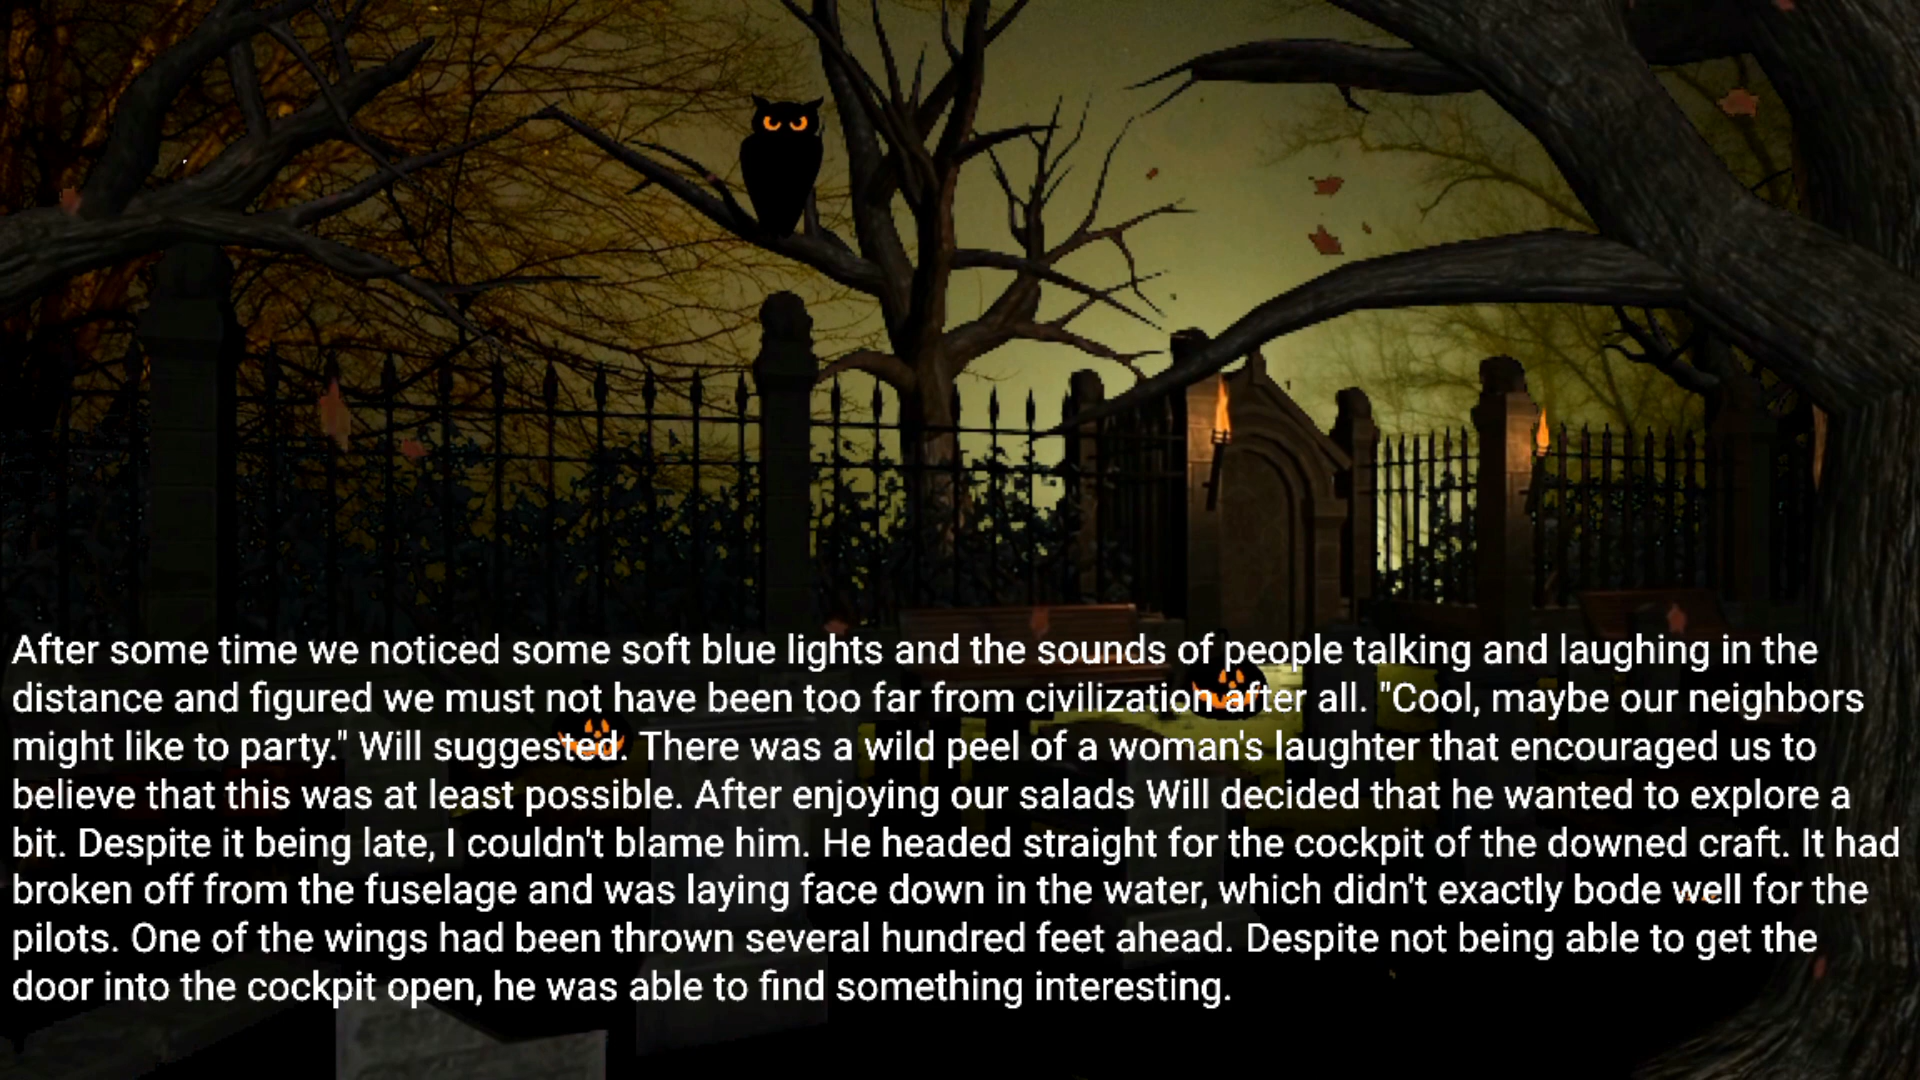 After some time we noticed some soft blue lights and the sounds of people talking and laughing in the
distance and figured we must not have been too far from civilization after all. "Cool, maybe our neighbors
might like to party." Will suggested. There was a wild peel of a woman's laughter that encouraged us to
believe that this was at least possible. After enjoying our salads Will decided that he wanted to explore a
bit. Despite it being late, I couldn't blame him. He headed straight for the cockpit of the downed craft. It had
broken off from the fuselage and was laying face down in the water, which didn't exactly bode well for the
pilots. One of the wings had been thrown several hundred feet ahead. Despite not being able to get the
door into the cockpit open, he was able to find something interesting.